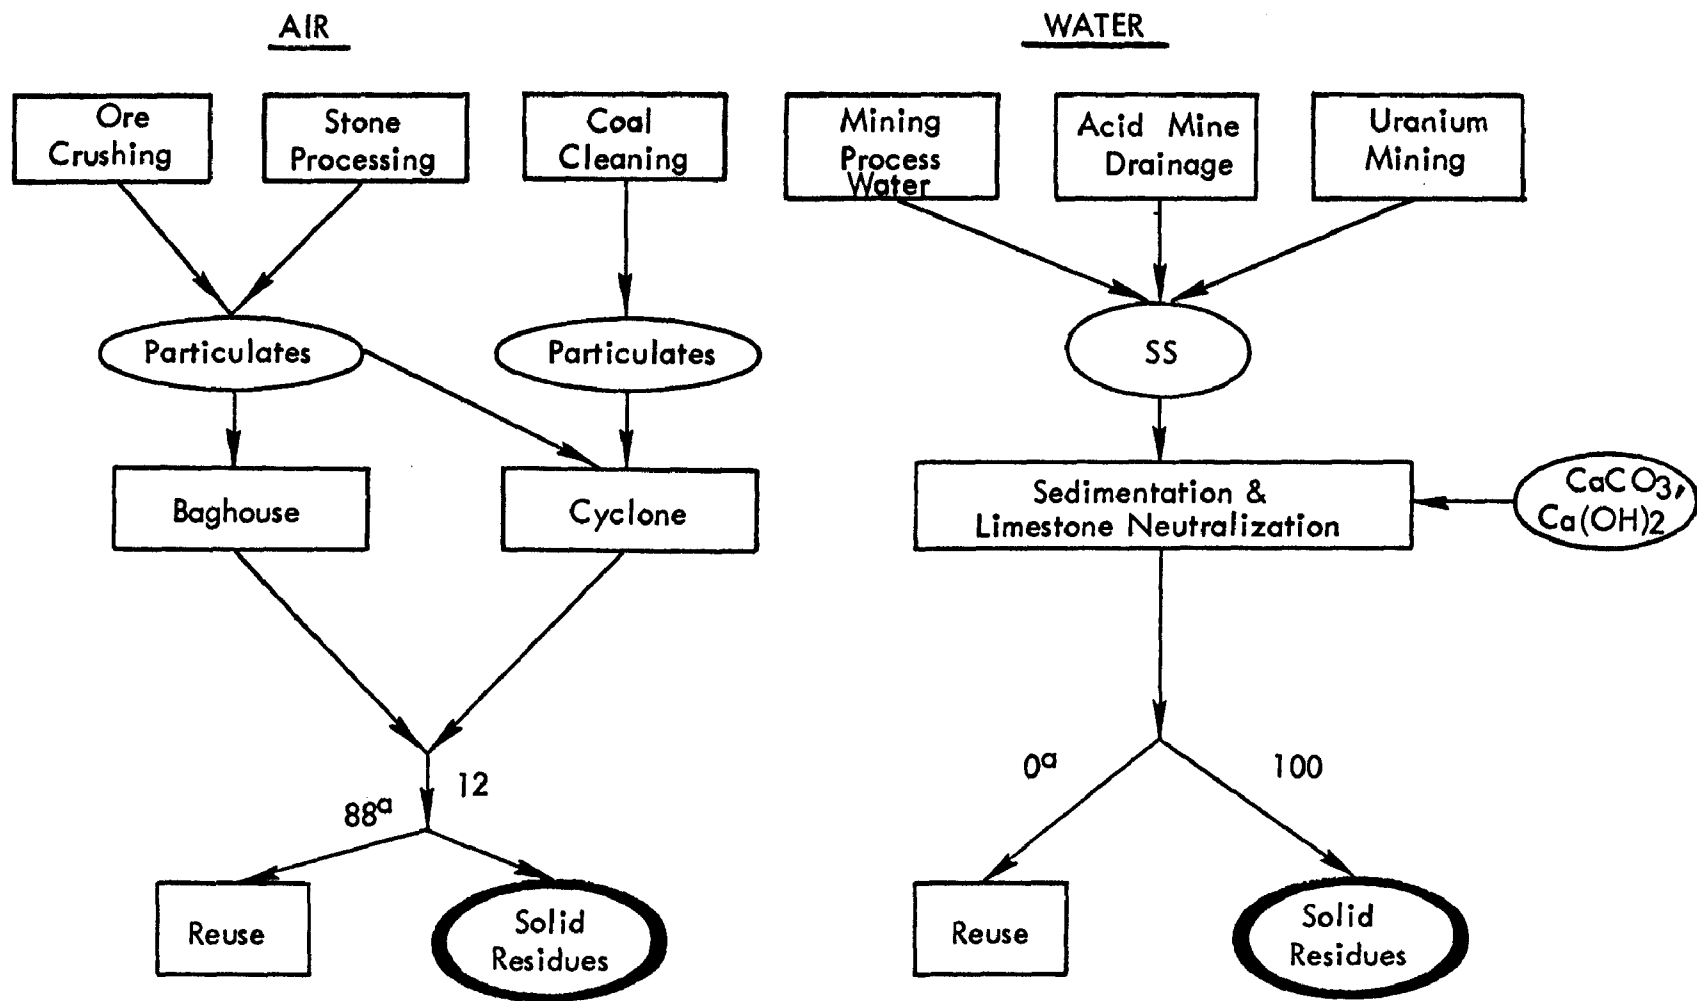 AIR
WATER
Ore
Crushing
Stone
Processing
Coal
Cleaning
Mining
Process
Water
Acid Mine
Drainage
Uranium
Mining
Particulates
Particulates
SS
Baghouse
Cyclone
Sedimentation &
Limestone Neutralization
CaCO3,
Ca(OH)2
12
88a
0a
100
Reuse
Solid
Residues
Reuse
Solid
Residues